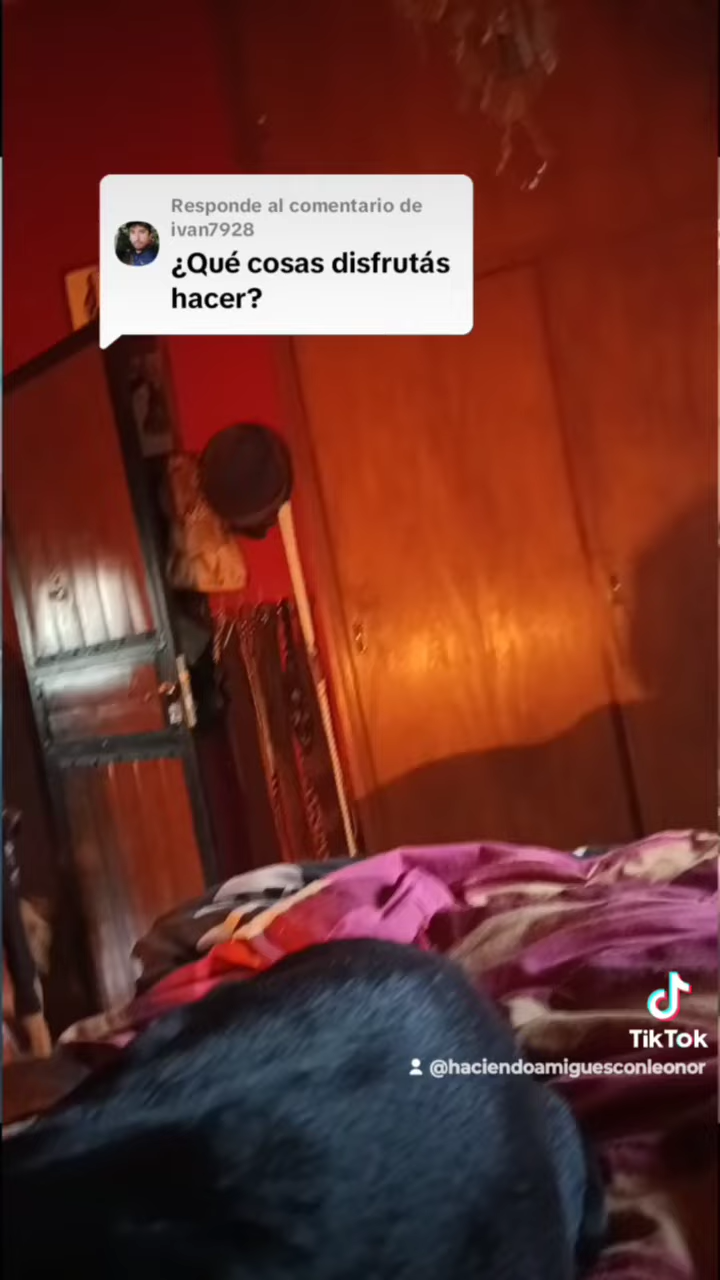 Responde al comentario de
ivan7928
¿Qué cosas disfrutás
hacer?
TikTok
@haciendoamiguesconleonor